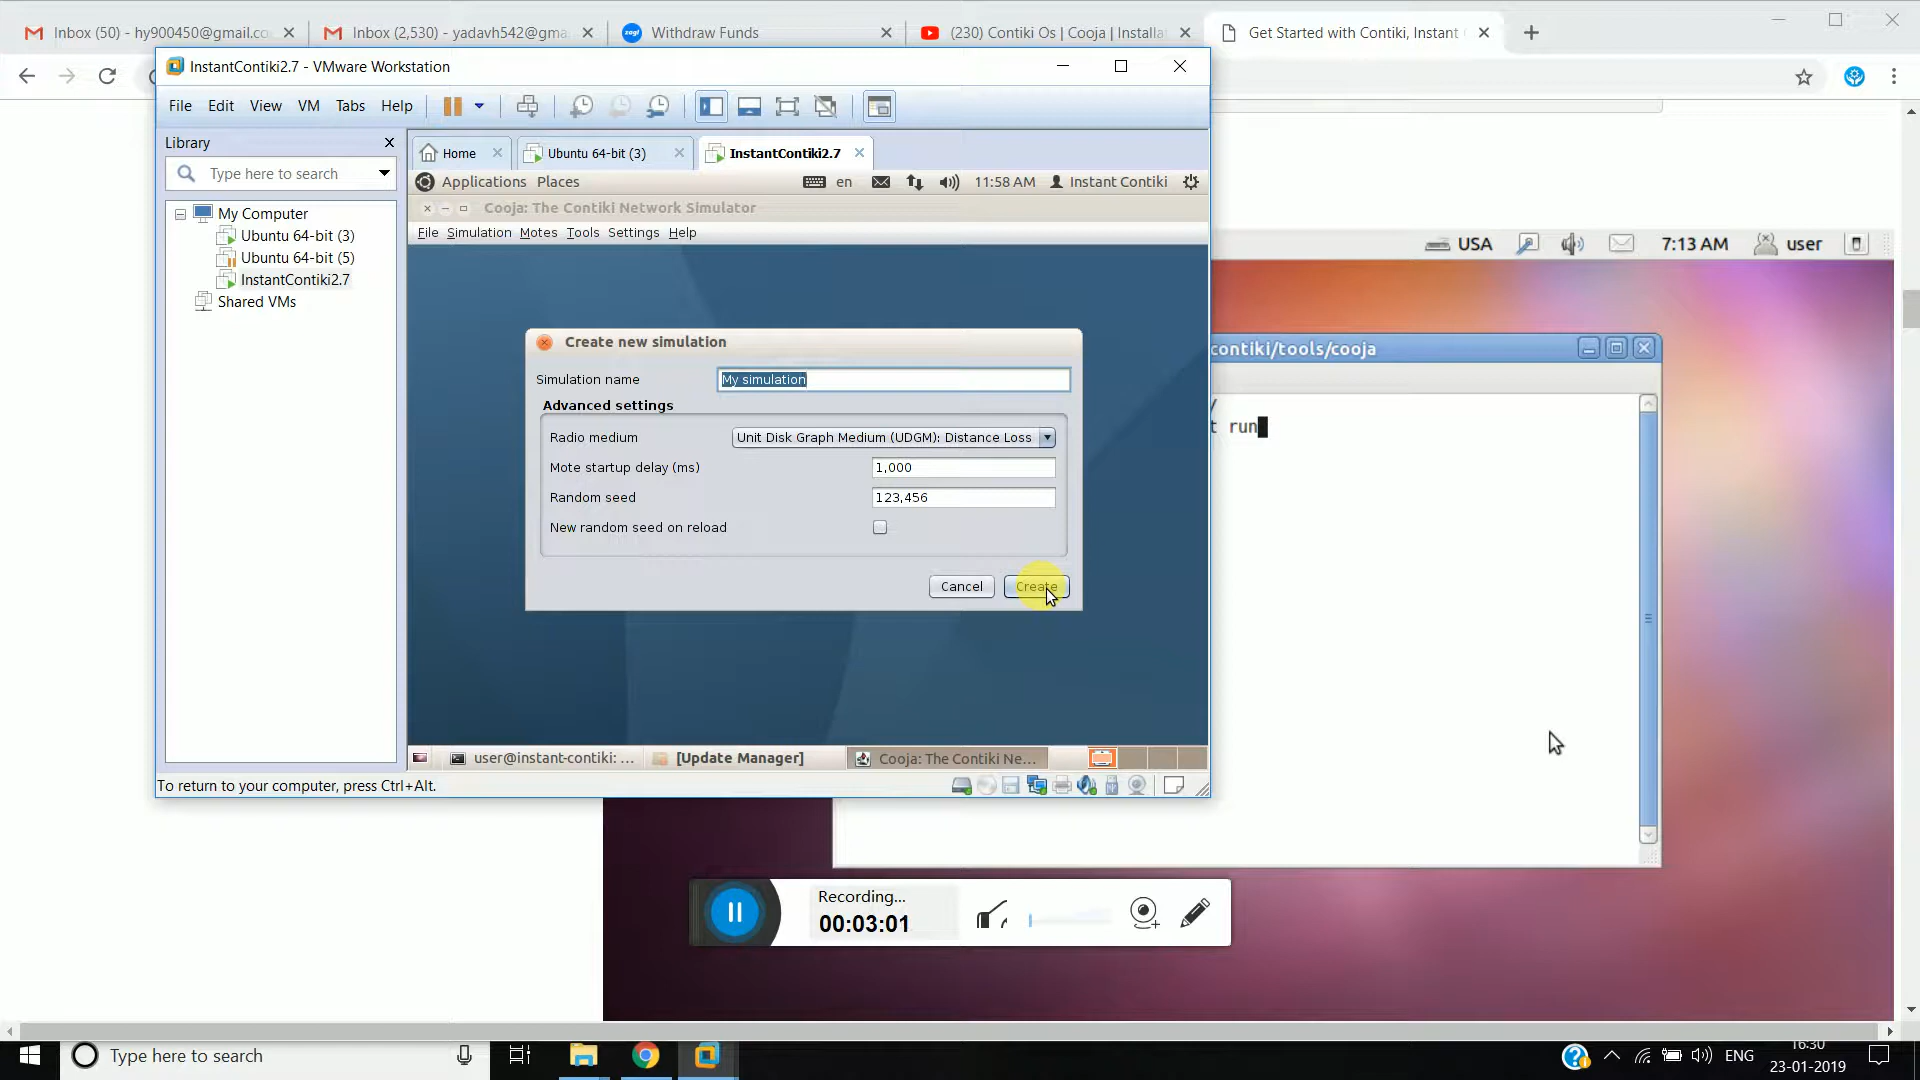 Inbox (50) - hy900450@gmail.co
Inbox (2,530) - yadavh542@gma
zagl
Withdraw Funds
(230) Contiki Os | Cooja | Installa
Get Started with Contiki, Instant
InstantContiki2.7 - VMware Workstation
File Edit View VM Tabs Help
Library
Type here to search
My Computer
Ubuntu 64-bit (3)
Ubuntu 64-bit (5)
InstantContiki2.7
Shared VMs
Home
Ubuntu 64-bit (3)
InstantContiki2.7
Applications Places
en
11:58 AM
Instant Contiki
Cooja: The Contiki Network Simulator
File Simulation Motes Tools Settings Help
Create new simulation
Simulation name
My simulation
Advanced settings
Radio medium
Unit Disk Graph Medium (UDGM): Distance Loss
Mote startup delay (ms)
1,000
Random seed
123,456
New random seed on reload
Cancel
Create
user@instant-contiki: ...
[Update Manager]
Cooja: The Contiki Ne...
To return to your computer, press Ctrl+Alt.
USA
7:13 AM
user
contiki/tools/cooja
/
t run
Recording...
00:03:01
Type here to search
ENG
16:30
23-01-2019